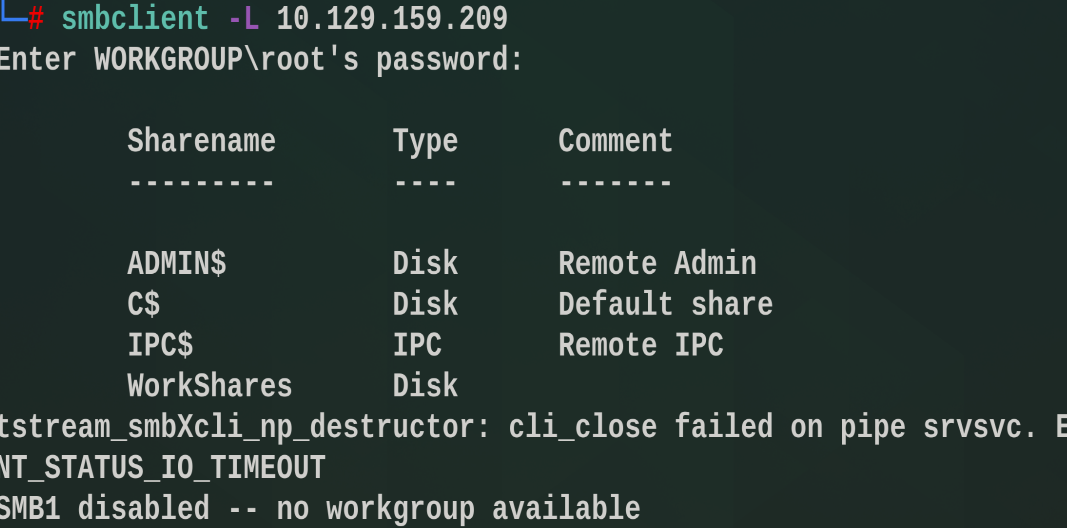 └─# smbclient -L 10.129.159.209
Enter WORKGROUP\root's password:
Sharename Type Comment
--------- ---- -------
ADMIN$ Disk Remote Admin
C$ Disk Default share
IPC$ IPC Remote IPC
WorkShares Disk
tstream_smbXcli_np_destructor: cli_close failed on pipe srvsvc. E
NT_STATUS_IO_TIMEOUT
SMB1 disabled -- no workgroup available